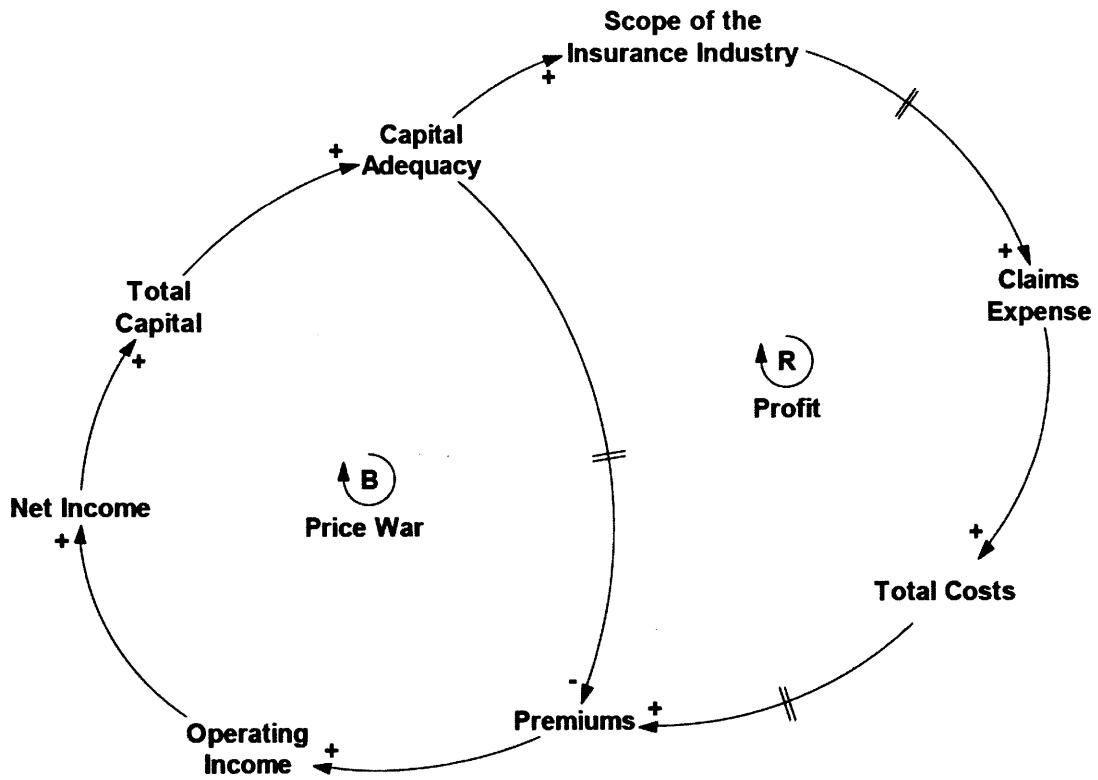 Scope of the
Insurance Industry
+
Capital
Adequacy
+
+
Claims
Expense
Total
Capital
+
R
Profit
B
Price War
Net Income
+
+
Total Costs
-
+
Premiums
Operating
Income
+